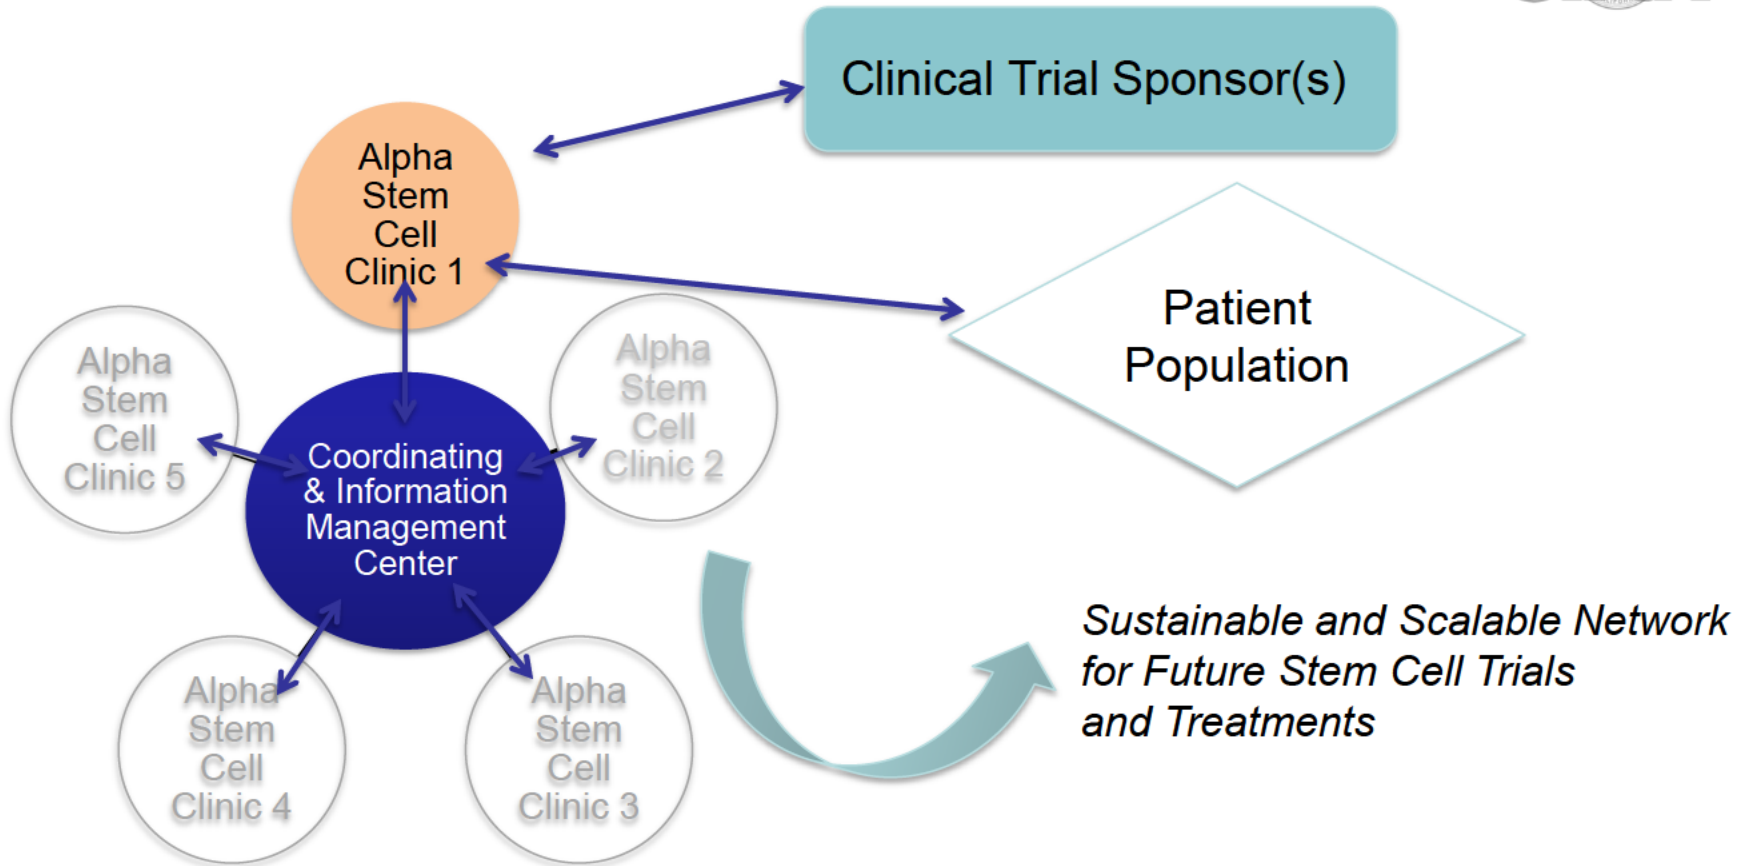 Clinical Trial Sponsor(s)
Alpha
Stem
Cell
Clinic 1
Patient
Population
Alpha
Stem
Cell
Clinic 5
Alpha
Stem
Cell
Clinic 2
Coordinating
& Information
Management
Center
Sustainable and Scalable Network
for Future Stem Cell Trials
and Treatments
Alpha
Stem
Cell
Clinic 4
Alpha
Stem
Cell
Clinic 3